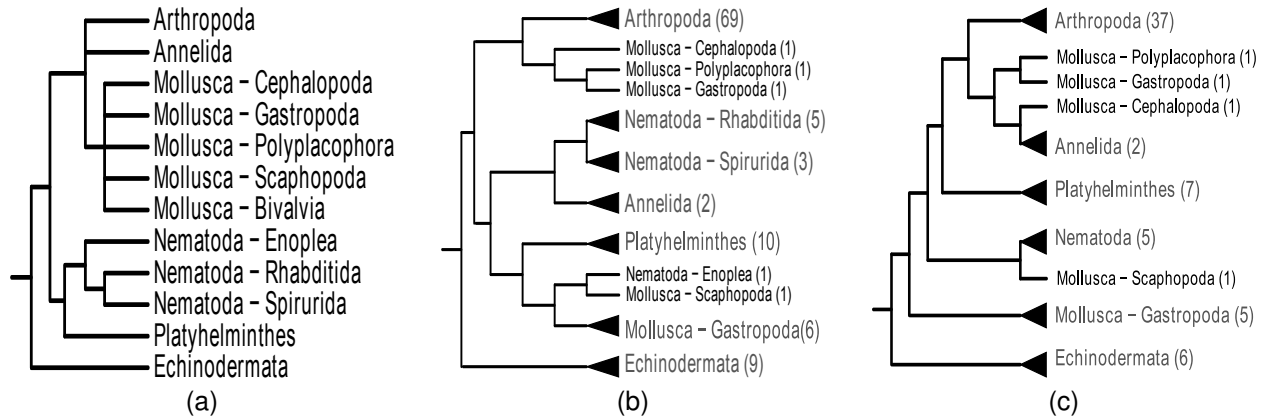 Arthropoda
Annelida
Mollusca – Cephalopoda
Mollusca – Gastropoda
Mollusca – Polyplacophora
Mollusca – Scaphopoda
Mollusca – Bivalvia
Nematoda – Enoplea
Nematoda – Rhabditida
Nematoda – Spirurida
Platyhelminthes
Echinodermata
(a)
Arthropoda (69)
Mollusca – Cephalopoda (1)
Mollusca – Polyplacophora (1)
Mollusca – Gastropoda (1)
Nematoda – Rhabditida (5)
Nematoda – Spirurida (3)
Annelida (2)
Platyhelminthes (10)
Nematoda – Enoplea (1)
Mollusca – Scaphopoda (1)
Mollusca – Gastropoda(6)
Echinodermata (9)
(b)
Arthropoda (37)
Mollusca – Polyplacophora (1)
Mollusca – Gastropoda (1)
Mollusca – Cephalopoda (1)
Annelida (2)
Platyhelminthes (7)
Nematoda (5)
Mollusca – Scaphopoda (1)
Mollusca – Gastropoda (5)
Echinodermata (6)
(c)